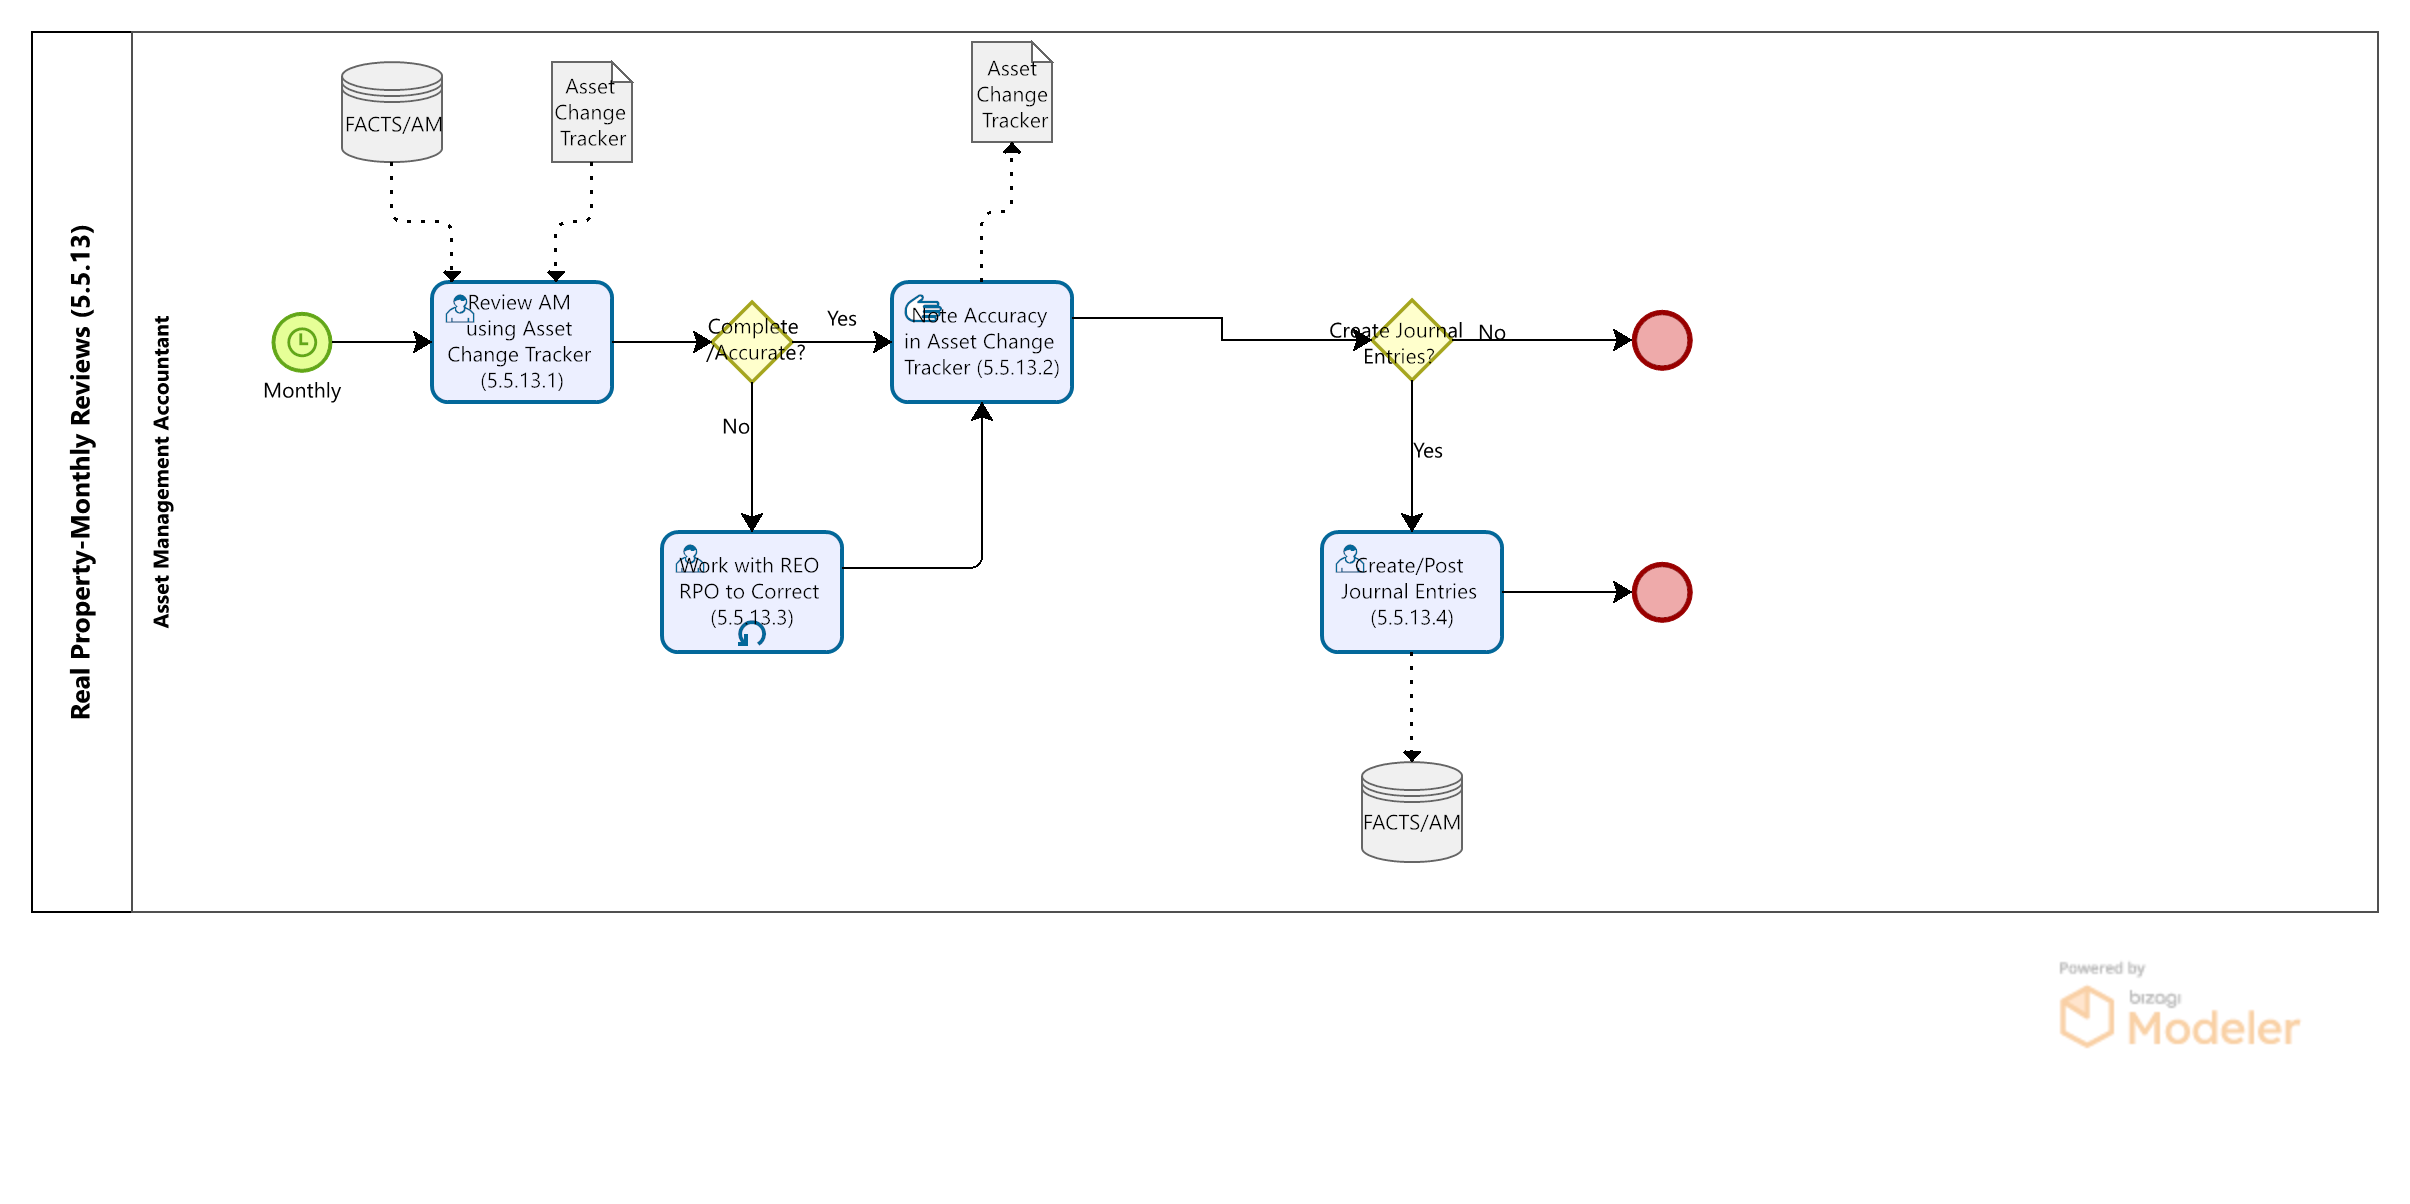 Real Property-Monthly Reviews (5.5.13)
Asset Management Accountant
FACTS/AM
Asset
Change
Tracker
Asset
Change
Tracker
Monthly
Review AM
using Asset
Change Tracker
(5.5.13.1)
Complete
/Accurate?
Yes
No
Note Accuracy
in Asset Change
Tracker (5.5.13.2)
Create Journal
Entries?
No
Yes
Work with REO
RPO to Correct
(5.5.13.3)
Create/Post
Journal Entries
(5.5.13.4)
FACTS/AM
Powered by
bizagi
Modeler